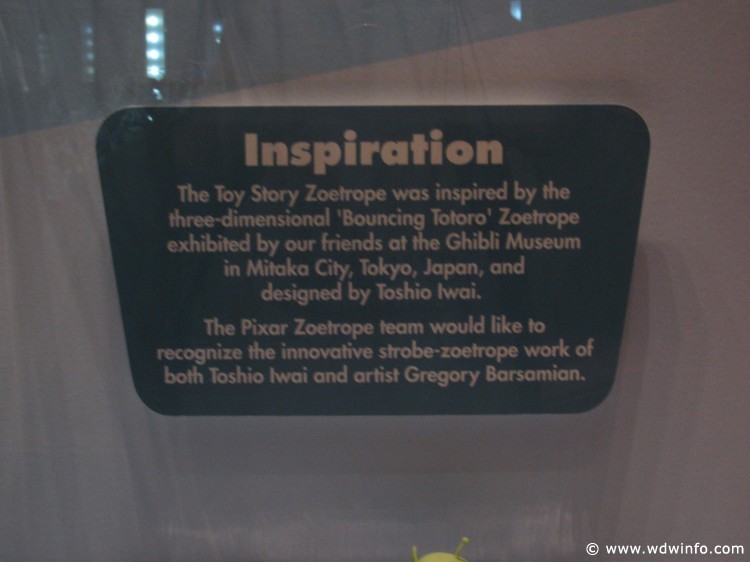 Inspiration
The Toy Story Zoetrope was inspired by the
three-dimensional 'Bouncing Totoro' Zoetrope
exhibited by our friends at the Ghibli Museum
in Mitaka City, Tokyo, Japan, and
designed by Toshio Iwai.
The Pixar Zoetrope team would like to
recognize the innovative strobe-zoetrope work of
both Toshio Iwai and artist Gregory Barsamian.
© www.wdwinfo.com